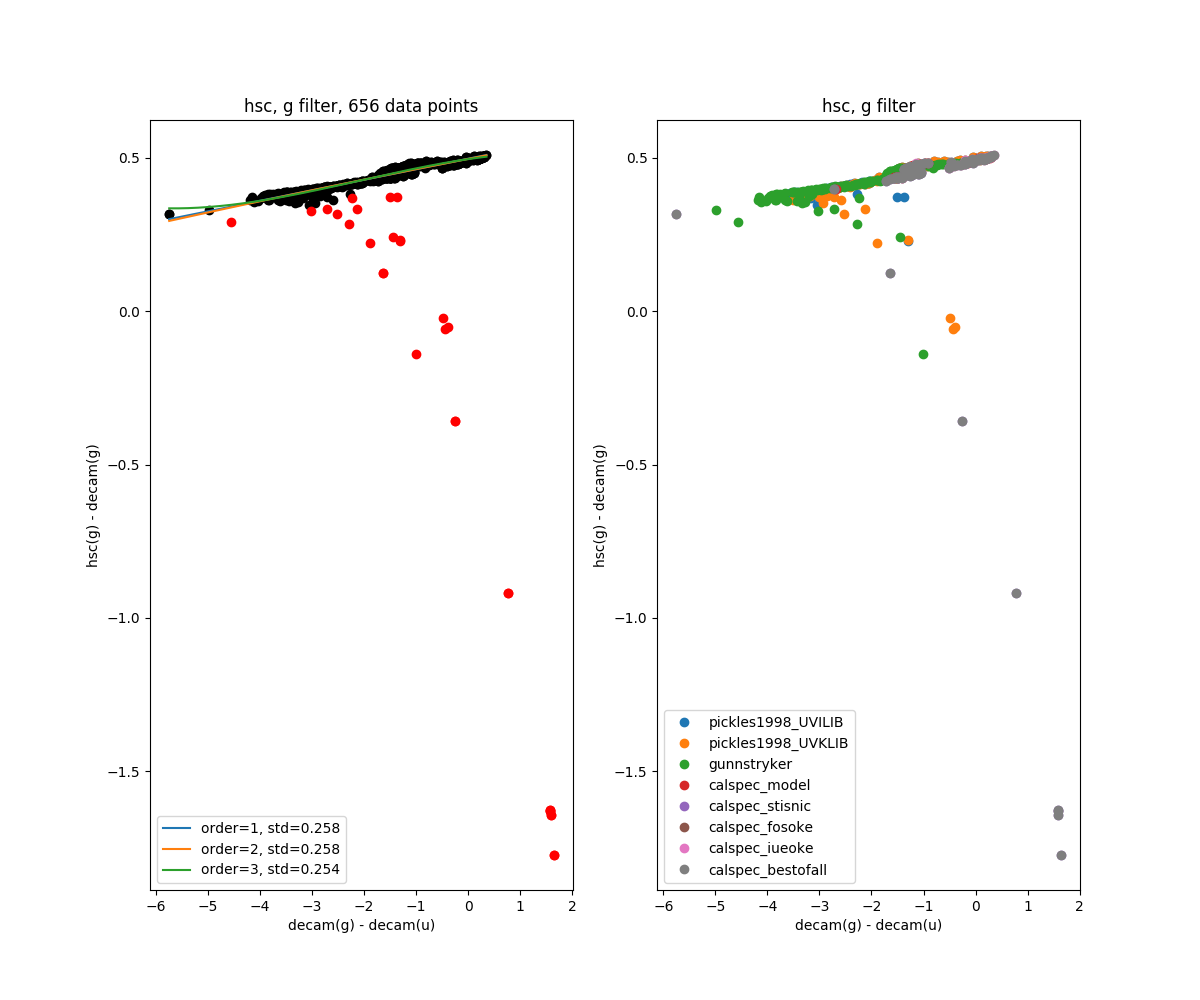 hsc, g filter, 656 data points
0.5
0.0
−0.5
−1.0
−1.5
hsc(g) - decam(g)
order=1, std=0.258
order=2, std=0.258
order=3, std=0.254
−6 −5 −4 −3 −2 −1 0 1 2
decam(g) - decam(u)
hsc, g filter
0.5
0.0
−0.5
−1.0
−1.5
hsc(g) - decam(g)
pickles1998_UVILIB
pickles1998_UVKLIB
gunnstryker
calspec_model
calspec_stisnic
calspec_fosoke
calspec_iueoke
calspec_bestofall
−6 −5 −4 −3 −2 −1 0 1 2
decam(g) - decam(u)